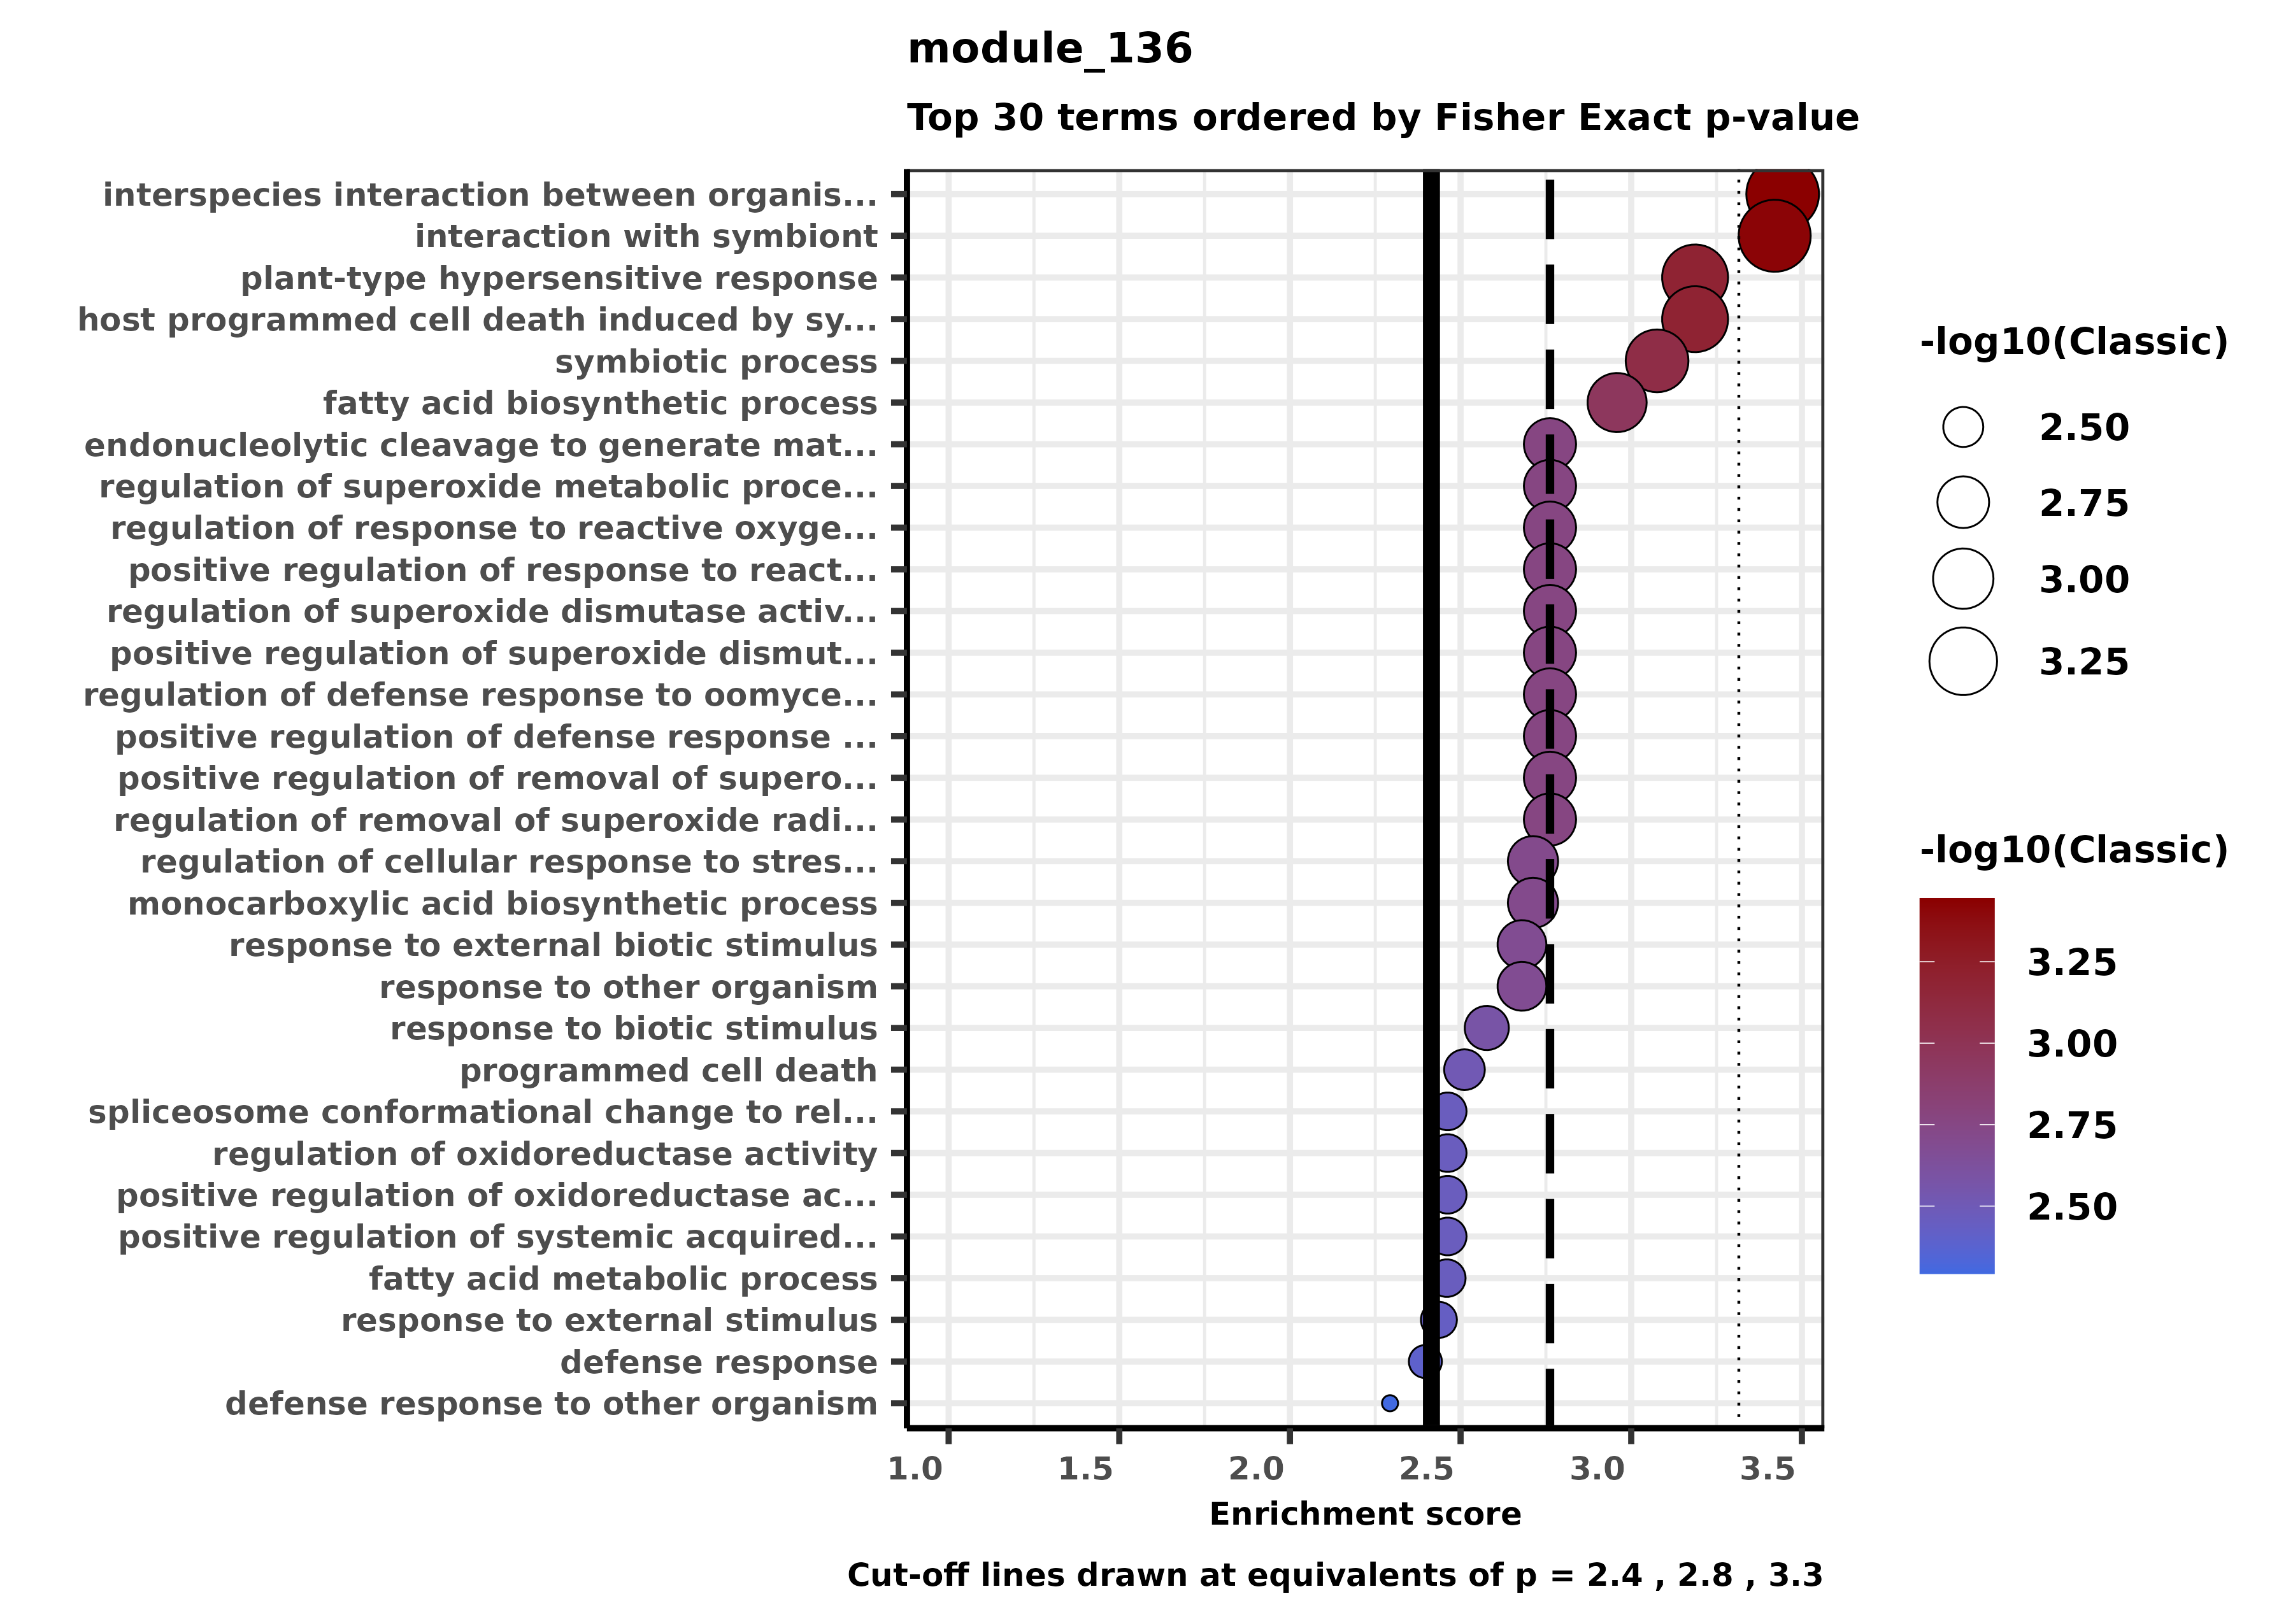 module_136
Top 30 terms ordered by Fisher Exact p-value
interspecies interaction between organis...
interaction with symbiont
plant-type hypersensitive response
host programmed cell death induced by sy...
symbiotic process
fatty acid biosynthetic process
endonucleolytic cleavage to generate mat...
regulation of superoxide metabolic proce...
regulation of response to reactive oxyge...
positive regulation of response to react...
regulation of superoxide dismutase activ...
positive regulation of superoxide dismut...
regulation of defense response to oomyce...
positive regulation of defense response ...
positive regulation of removal of supero...
regulation of removal of superoxide radi...
regulation of cellular response to stres...
monocarboxylic acid biosynthetic process
response to external biotic stimulus
response to other organism
response to biotic stimulus
programmed cell death
spliceosome conformational change to rel...
regulation of oxidoreductase activity
positive regulation of oxidoreductase ac...
positive regulation of systemic acquired...
fatty acid metabolic process
response to external stimulus
defense response
defense response to other organism
1.0 1.5 2.0 2.5 3.0 3.5
Enrichment score
Cut-off lines drawn at equivalents of p = 2.4 , 2.8 , 3.3
-log10(Classic)
2.50
2.75
3.00
3.25
-log10(Classic)
3.25
3.00
2.75
2.50